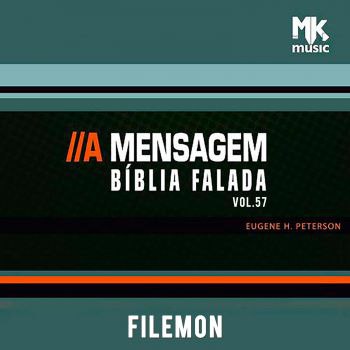 MK
music
//A MENSAGEM
BÍBLIA FALADA
VOL.57
EUGENE H. PETERSON
FILEMON